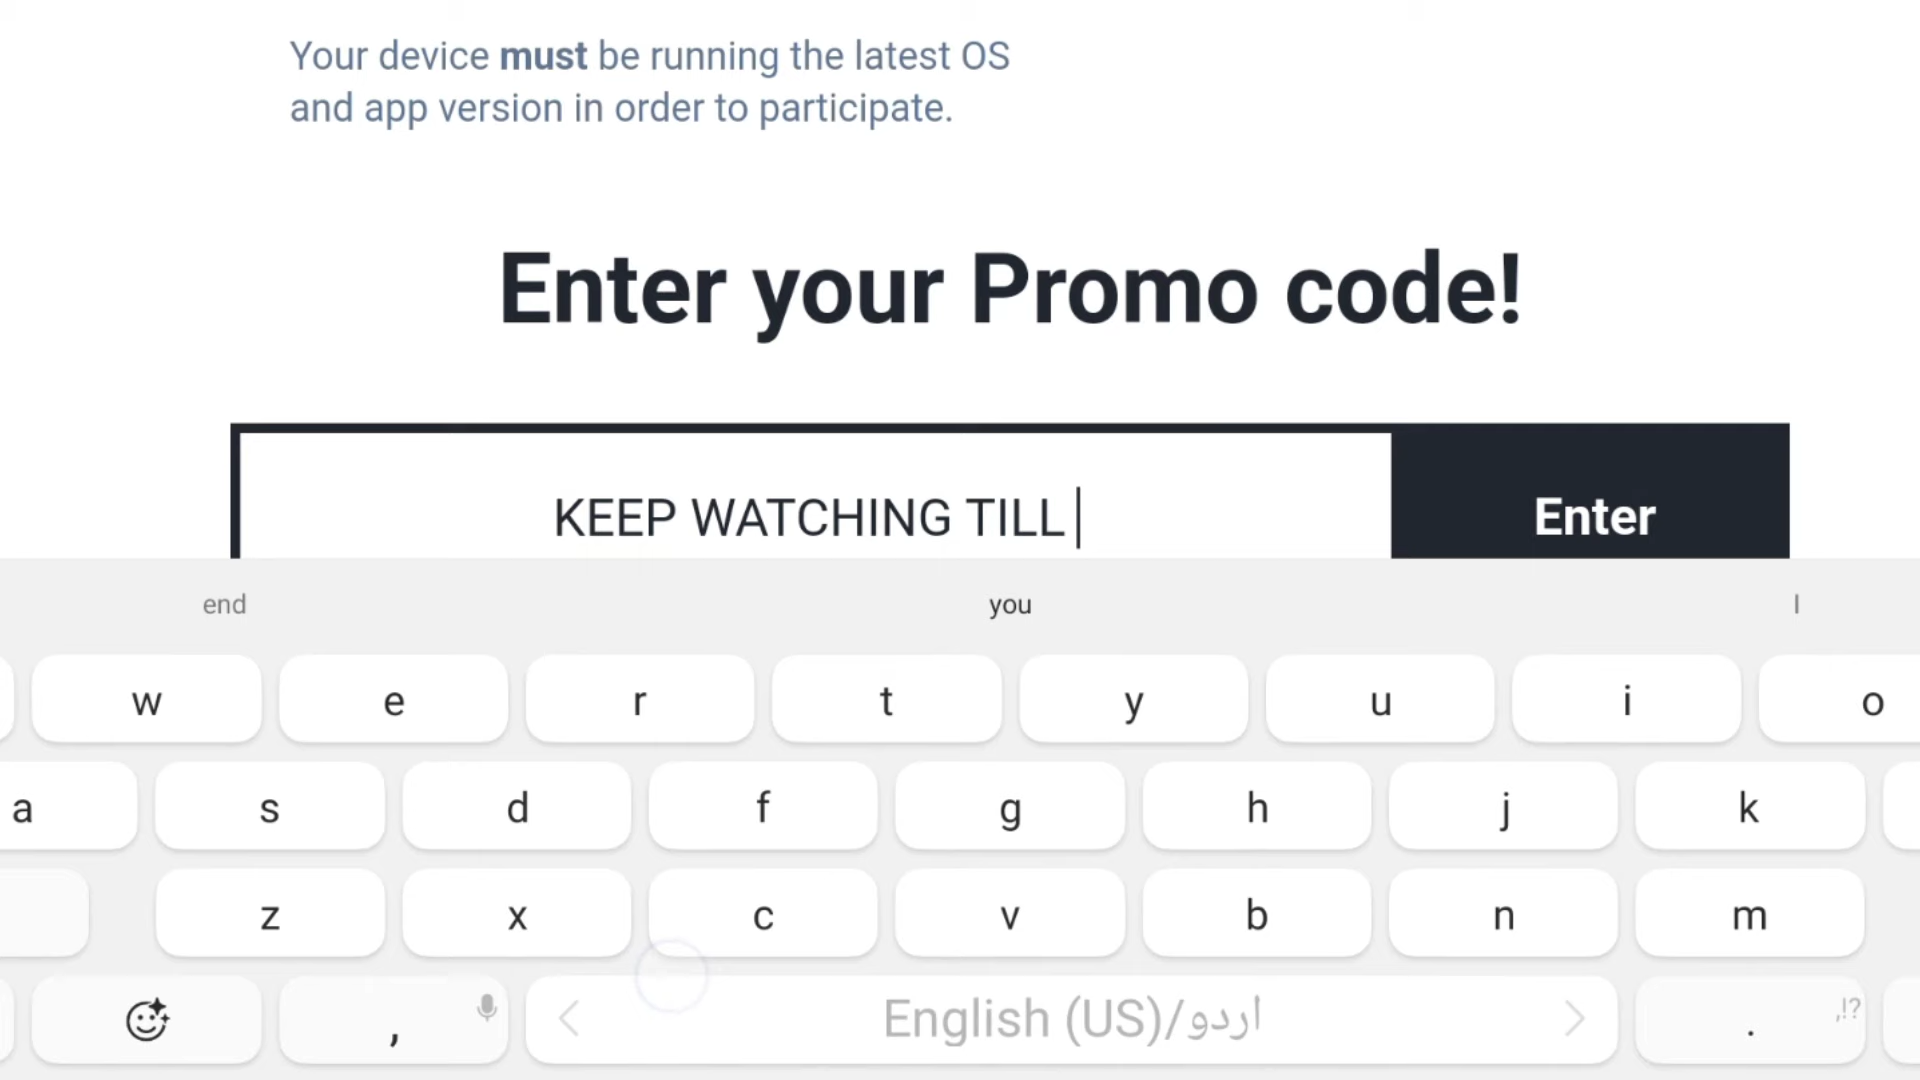 Your device must be running the latest OS
and app version in order to participate.
Enter your Promo code!
KEEP WATCHING TILL
Enter
end you I
w e r t y u i o
a s d f g h j k
z x c v b n m
, English (US)/اردو . ,!?